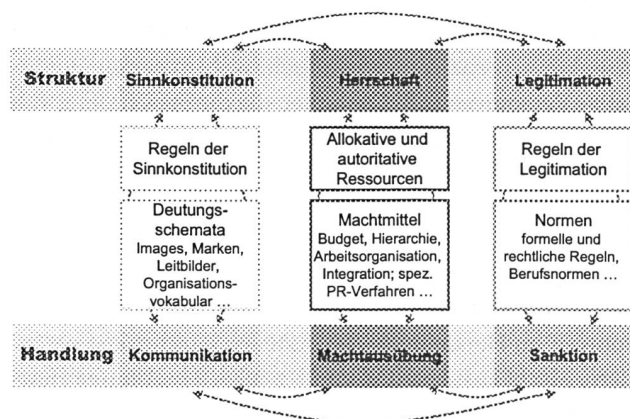 Struktur Sinnkonstitution Herrschaft Legitimation
Regeln der
Sinnkonstitution
Allokative und
autoritative
Ressourcen
Regeln der
Legitimation
Deutungs-
schemata
Images, Marken,
Leitbilder,
Organisations-
vokabular ...
Machtmittel
Budget, Hierarchie,
Arbeitsorganisation,
Integration; spez.
PR-Verfahren ...
Normen
formelle und
rechtliche Regeln,
Berufsnormen ...
Handlung Kommunikation Machtausübung Sanktion